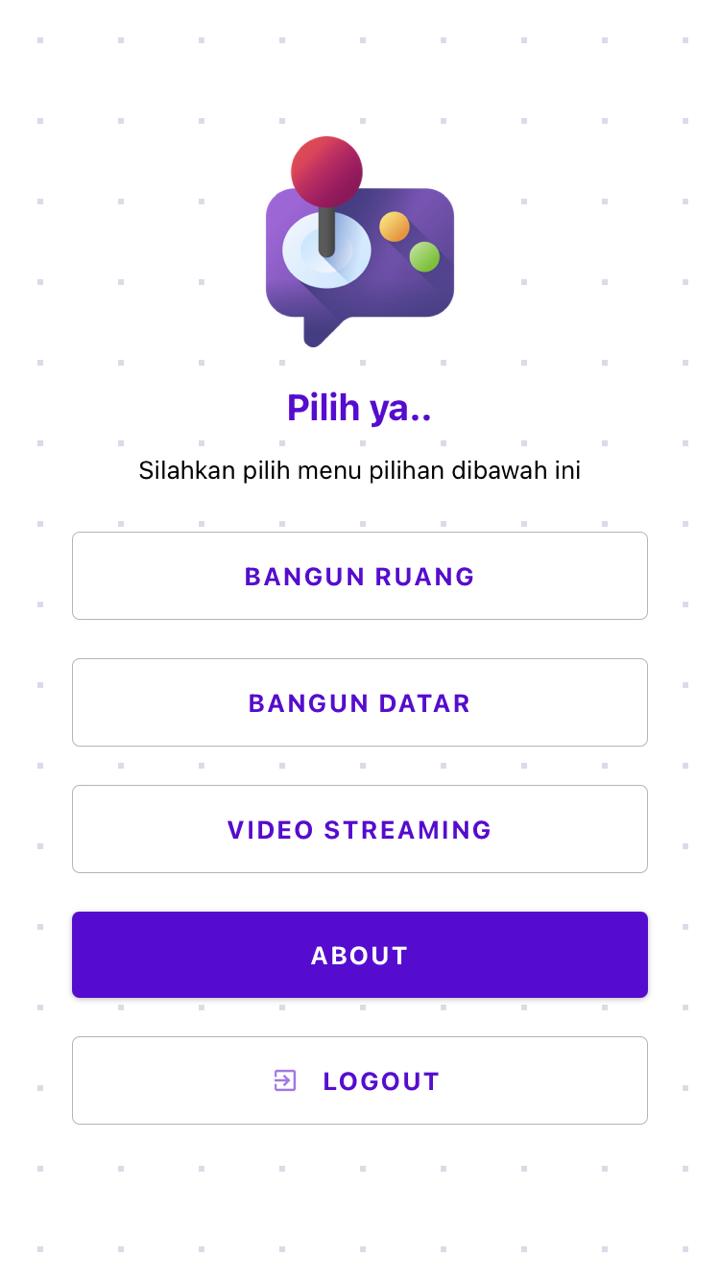 Pilih ya..
Silahkan pilih menu pilihan dibawah ini
BANGUN RUANG
BANGUN DATAR
VIDEO STREAMING
ABOUT
LOGOUT